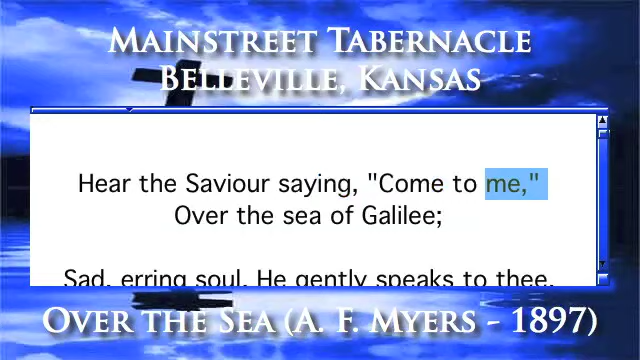 Mainstreet Tabernacle
Belleville, Kansas
Hear the Saviour saying, "Come to me,"
Over the sea of Galilee;
Sad, erring soul, He gently speaks to thee,
Over the Sea (A. F. Myers - 1897)